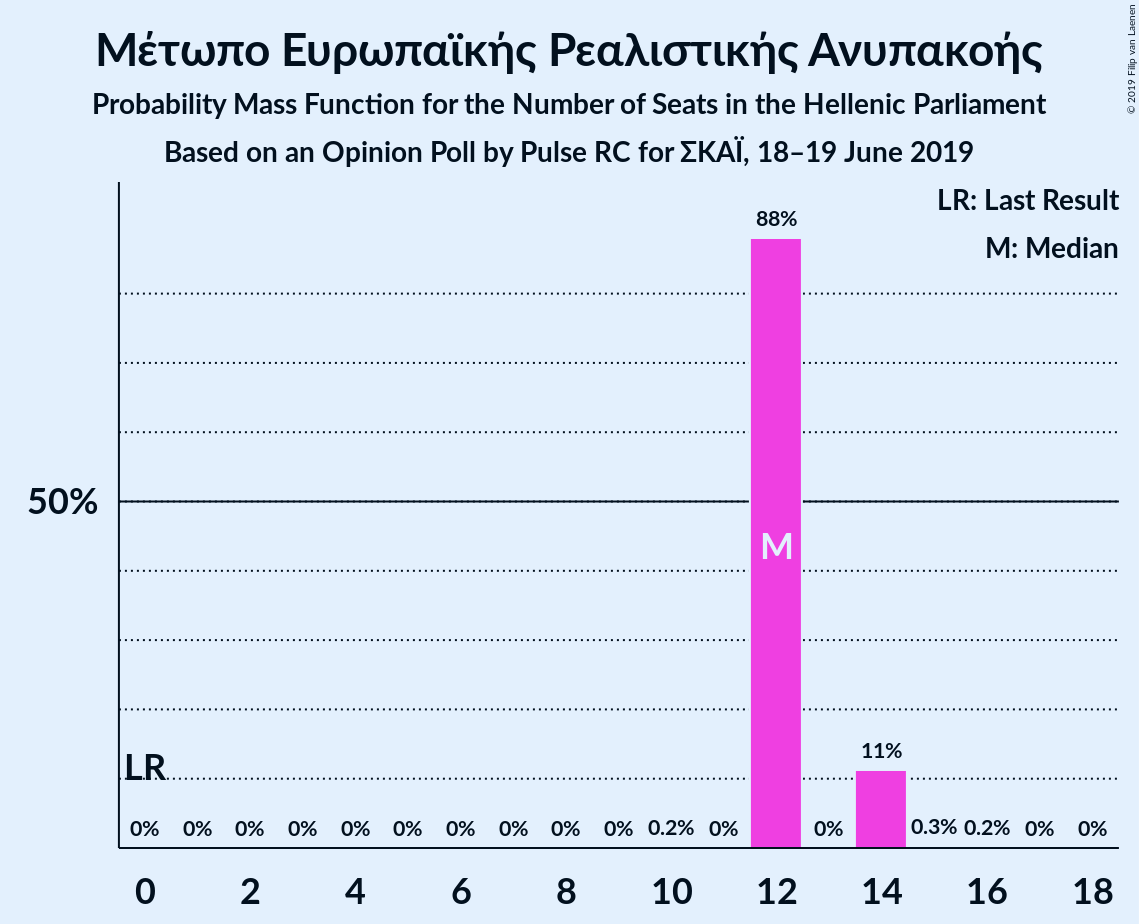 Μέτωπο Ευρωπαϊκής Ρεαλιστικής Ανυπακοής
Probability Mass Function for the Number of Seats in the Hellenic Parliament
Based on an Opinion Poll by Pulse RC for ΣΚΑΪ, 18–19 June 2019
© 2019 Filip van Laenen
LR: Last Result
M: Median
88%
50%
M
11%
LR
0% 0% 0% 0% 0% 0% 0% 0% 0% 0% 0.2% 0% 0% 0.3% 0.2% 0% 0%
0 2 4 6 8 10 12 14 16 18